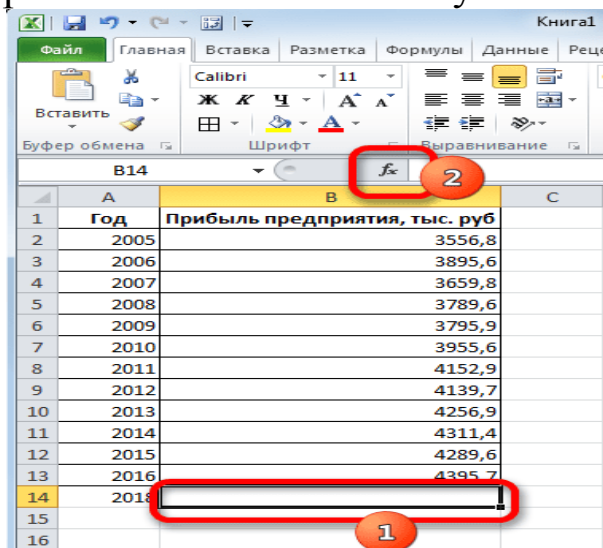 Книга1
Файл Главная Вставка Разметка Формулы Данные Реце
Calibri 11
Вставить Ж К Ч А А
А
Буфер обмена Шрифт Выравнивание
B14 fx 2
A B C
1 Год Прибыль предприятия, тыс. руб
2 2005 3556,8
3 2006 3895,6
4 2007 3659,8
5 2008 3789,6
6 2009 3795,9
7 2010 3955,6
8 2011 4152,9
9 2012 4139,7
10 2013 4256,9
11 2014 4311,4
12 2015 4289,6
13 2016 4395,7
14 2018
15
1
16